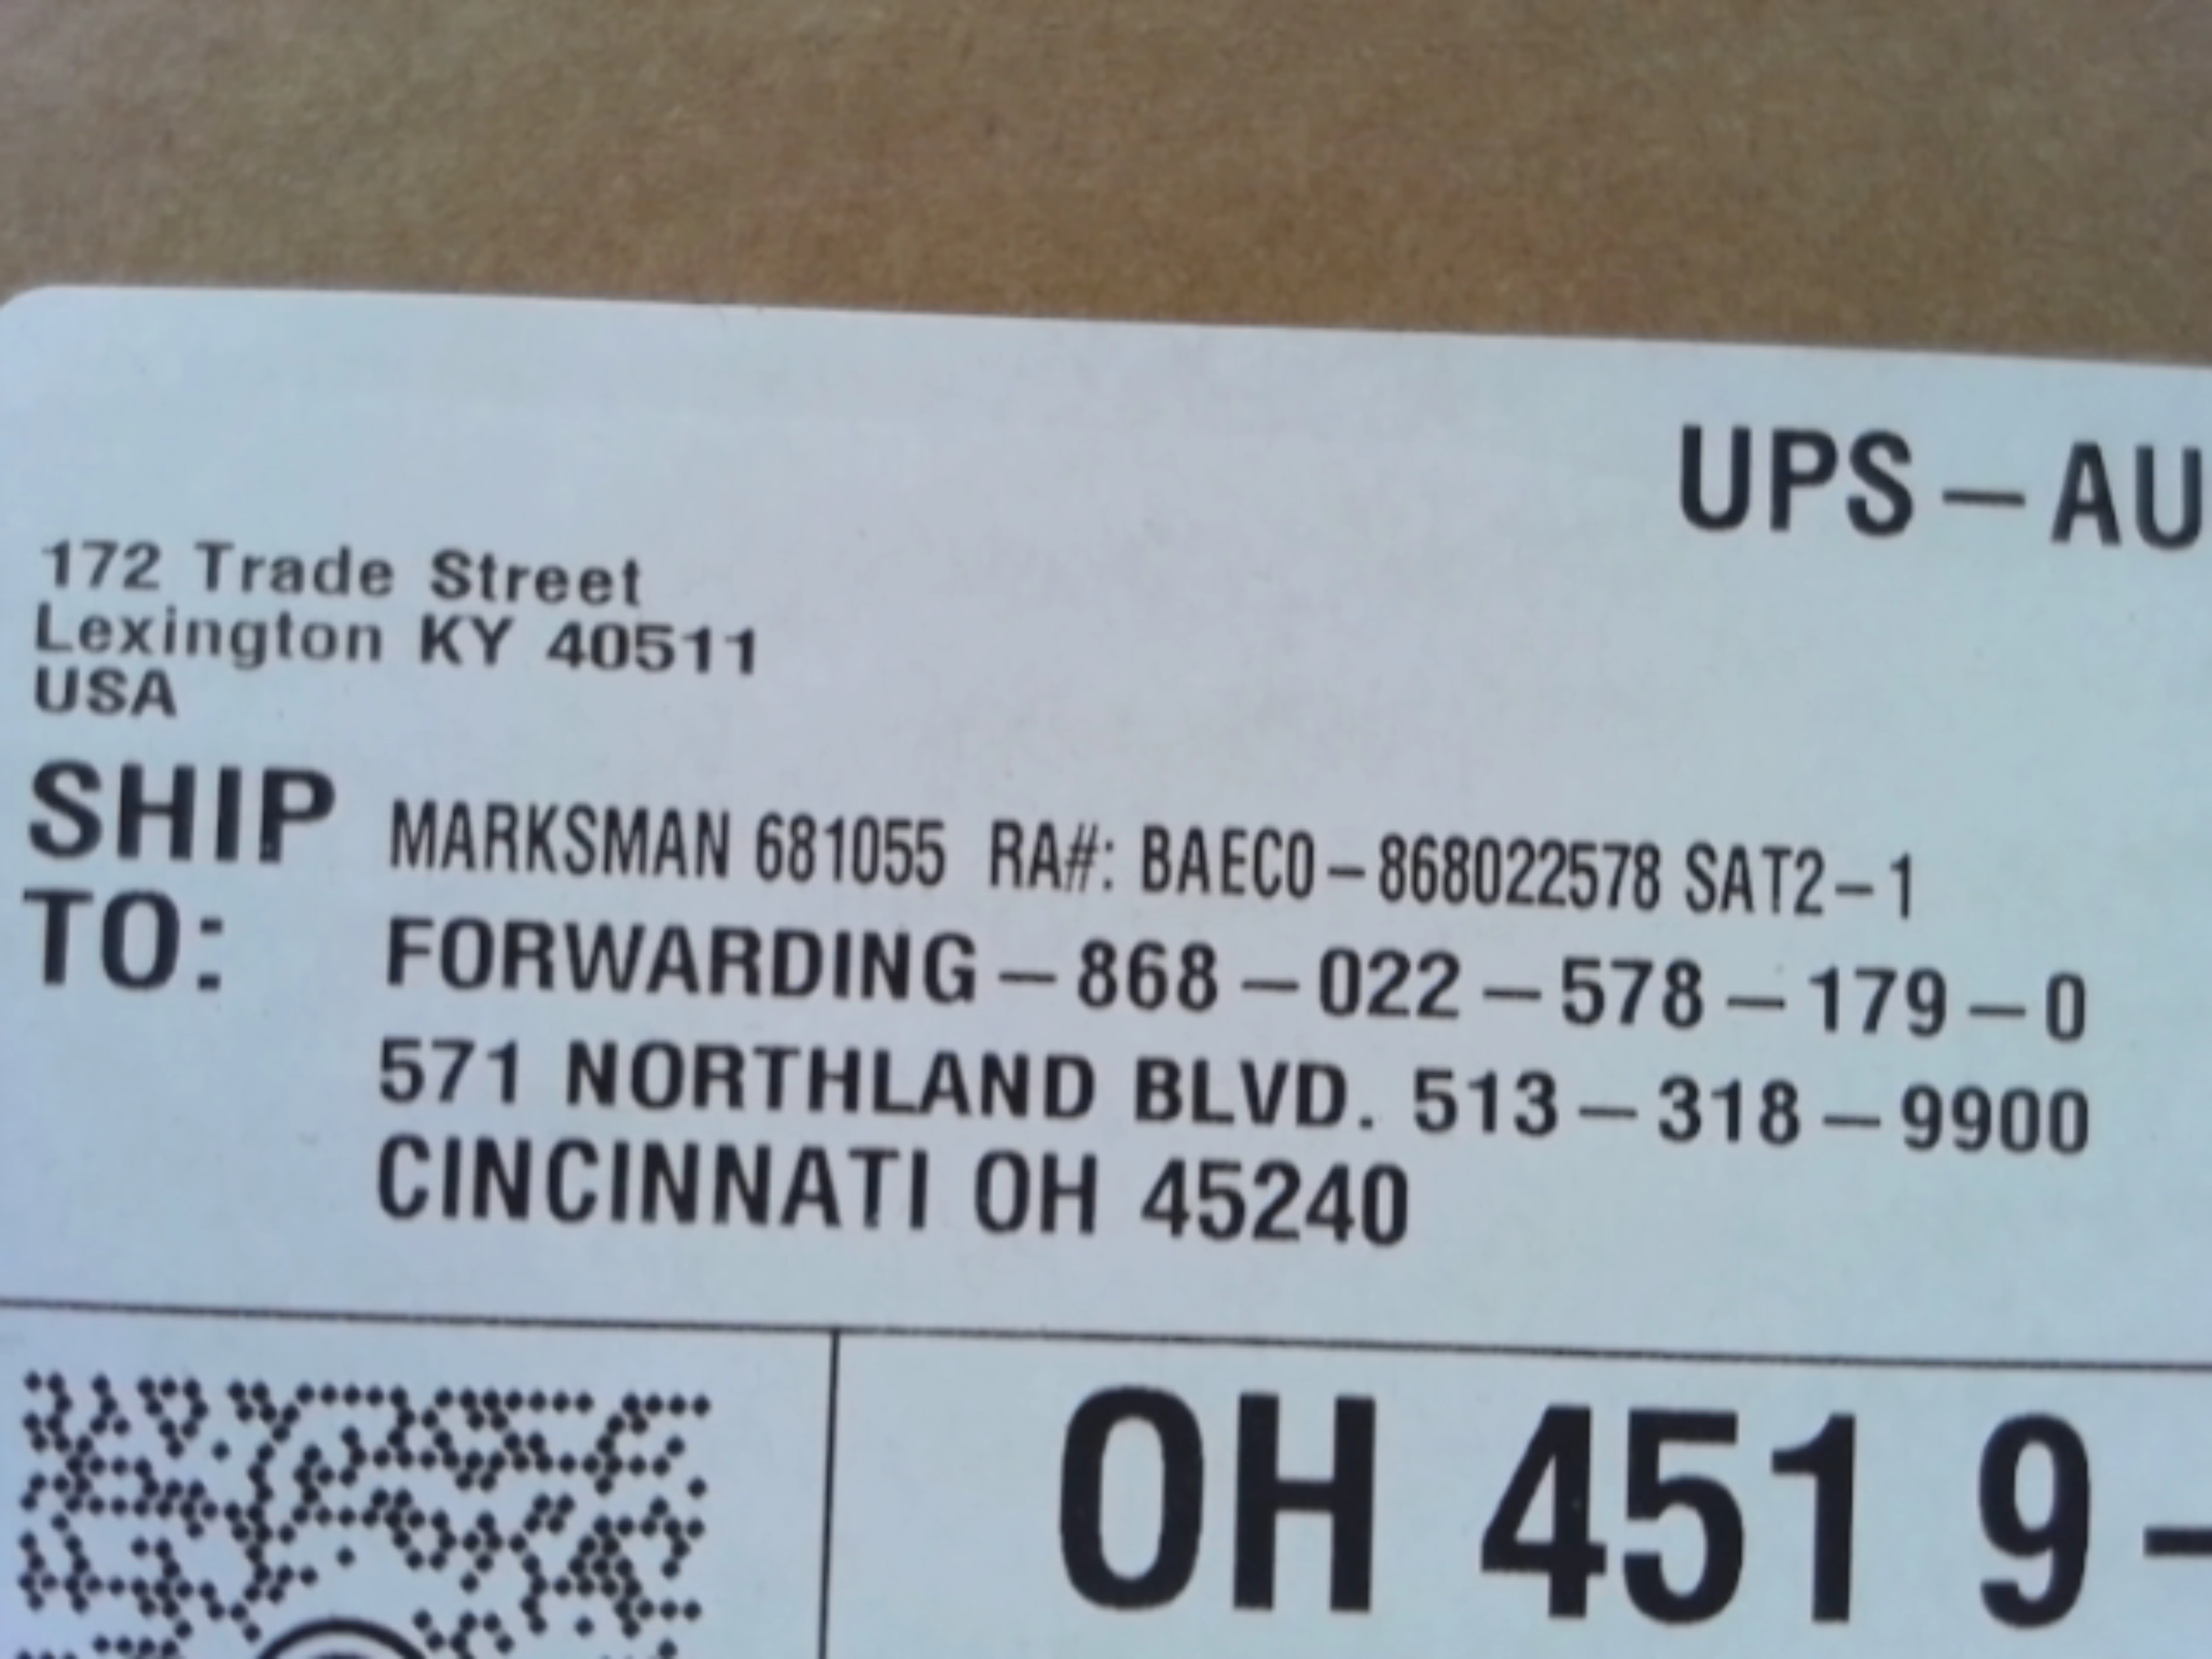 UPS-AU
172 Trade Street
Lexington KY 40511
USA
SHIP TO:
MARKSMAN 681055 RA#: BAEC0-868022578 SAT2-1
FORWARDING-868-022-578-179-0
571 NORTHLAND BLVD. 513-318-9900
CINCINNATI OH 45240
OH 451 9-